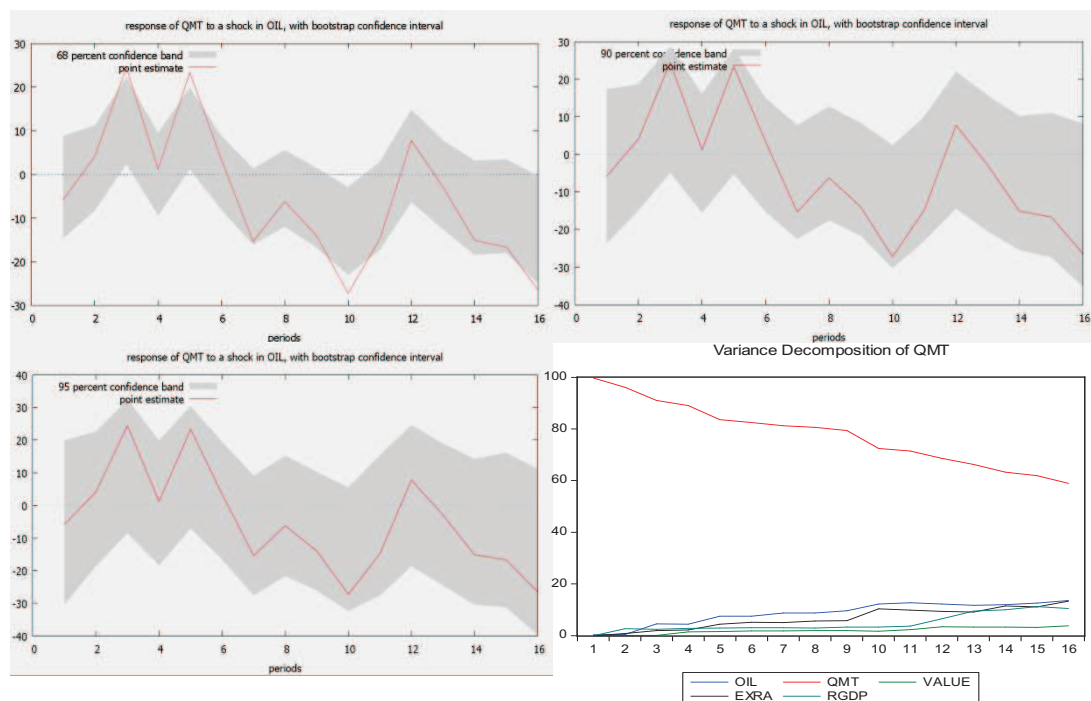 response of QMT to a shock in OIL, with bootstrap confidence interval
30
20
10
0
-10
-20
-30
68 percent confidence band
point estimate
0 2 4 6 8 10 12 14 16
periods
response of QMT to a shock in OIL, with bootstrap confidence interval
30
20
10
0
-10
-20
-30
-40
90 percent confidence band
point estimate
0 2 4 6 8 10 12 14 16
periods
response of QMT to a shock in OIL, with bootstrap confidence interval
40
30
20
10
0
-10
-20
-30
-40
95 percent confidence band
point estimate
0 2 4 6 8 10 12 14 16
periods
Variance Decomposition of QMT
100
80
60
40
20
0
1 2 3 4 5 6 7 8 9 10 11 12 13 14 15 16
OIL QMT VALUE
EXRA RGDP